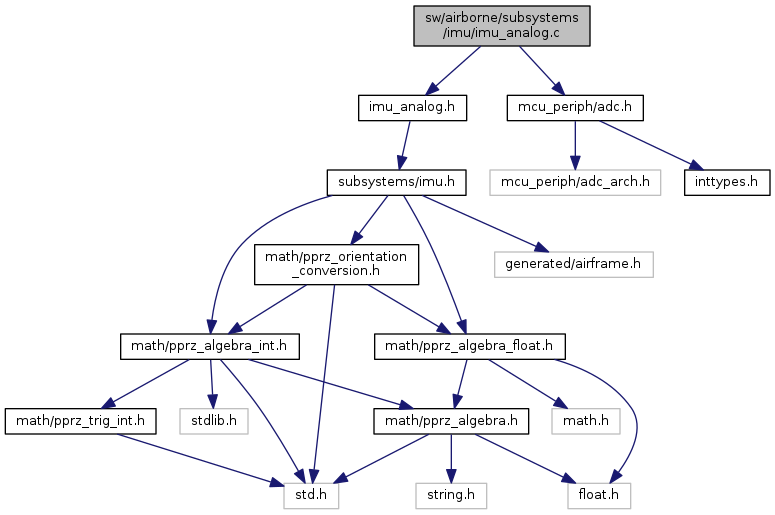 sw/airborne/subsystems
/imu/imu_analog.c
imu_analog.h
mcu_periph/adc.h
subsystems/imu.h
mcu_periph/adc_arch.h
inttypes.h
math/pprz_orientation
_conversion.h
generated/airframe.h
math/pprz_algebra_int.h
math/pprz_algebra_float.h
math/pprz_trig_int.h
stdlib.h
math/pprz_algebra.h
math.h
std.h
string.h
float.h